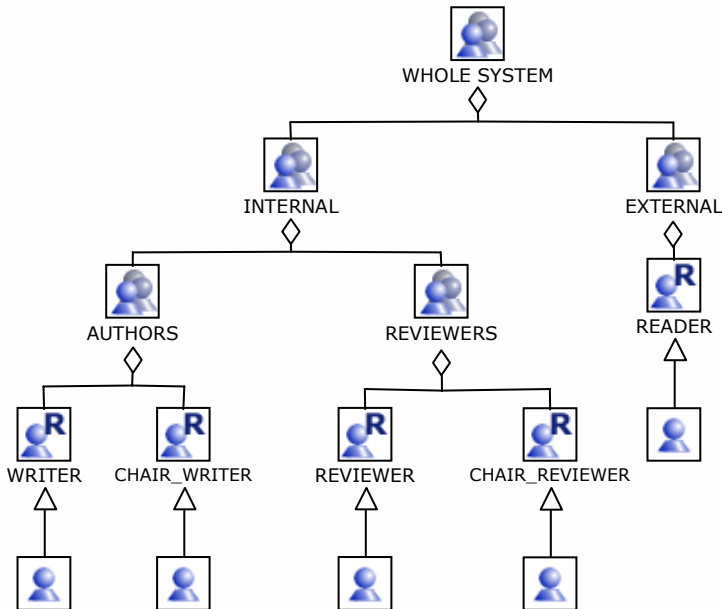 WHOLE SYSTEM
INTERNAL
EXTERNAL
R
AUTHORS
REVIEWERS
READER
R
R
R
R
WRITER
CHAIR_WRITER
REVIEWER
CHAIR_REVIEWER